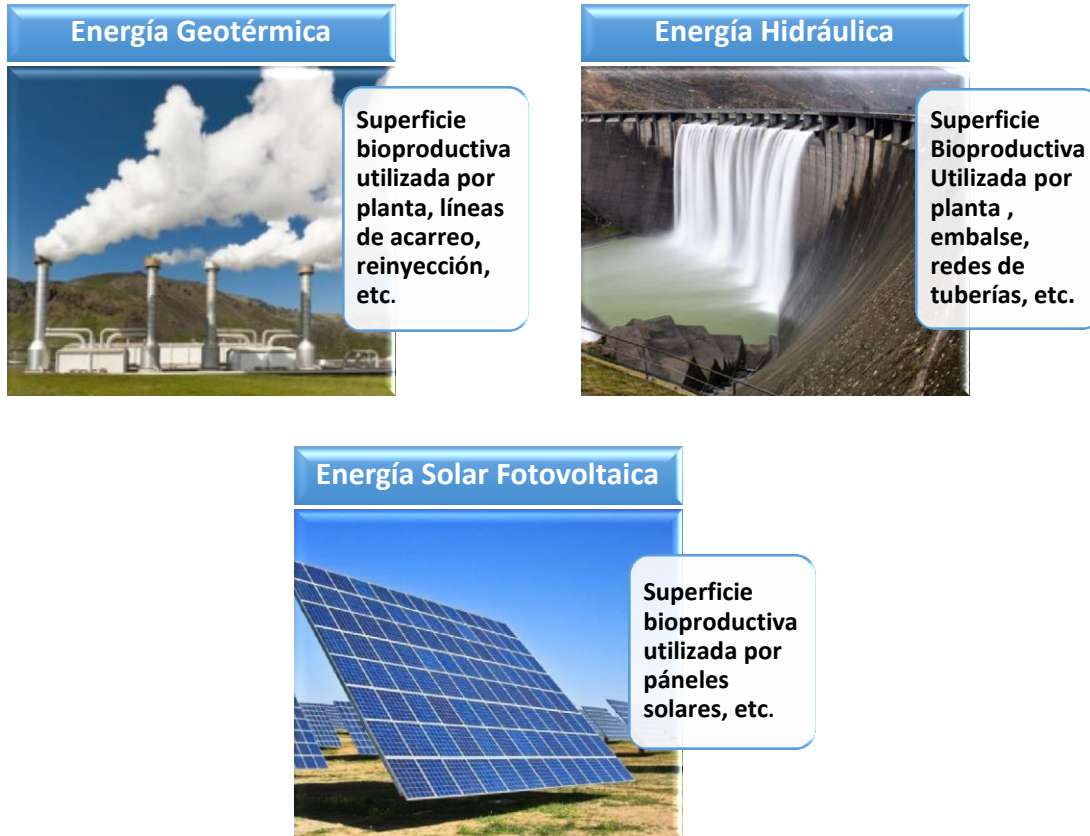 Energía Geotérmica
Superficie
bioproductiva
utilizada por
planta, líneas
de acarreo,
reinyección,
etc.
Energía Hidráulica
Superficie
Bioproductiva
Utilizada por
planta ,
embalse,
redes de
tuberías, etc.
Energía Solar Fotovoltaica
Superficie
bioproductiva
utilizada por
páneles
solares, etc.